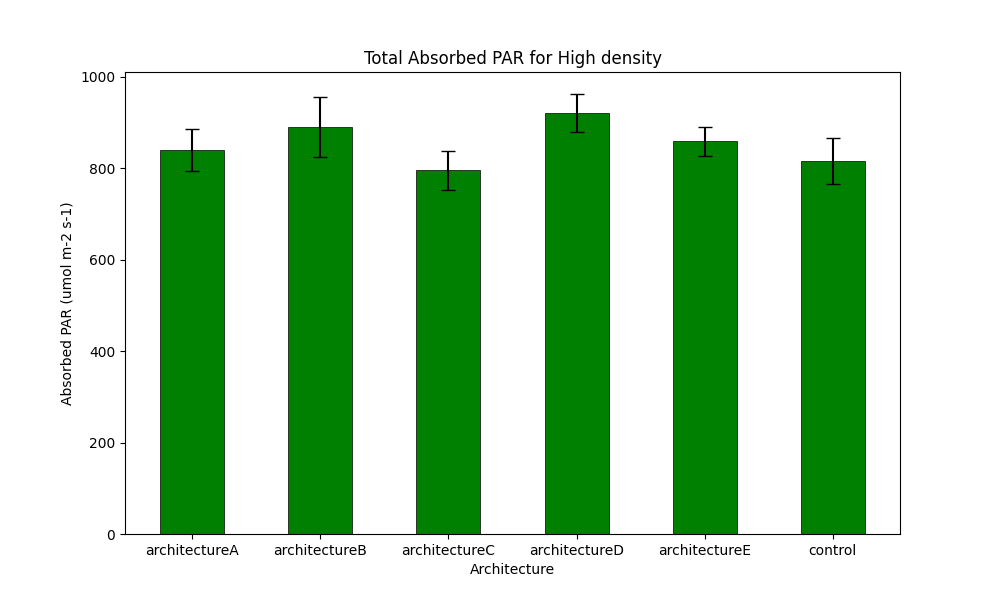 Total Absorbed PAR for High density
1000
800
600
400
200
0
Absorbed PAR (umol m-2 s-1)
architectureA architectureB architectureC architectureD architectureE control
Architecture